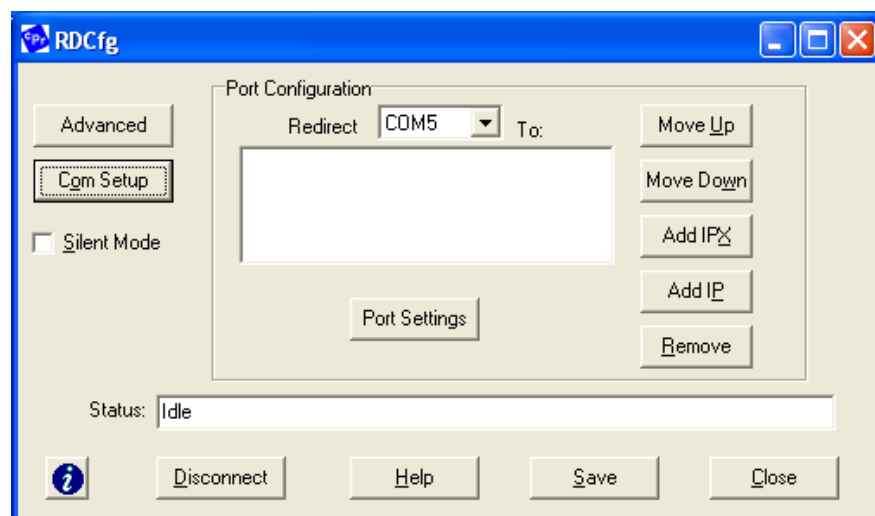 cpr RDCfg
Port Configuration
Advanced
Redirect COM5 To:
Move Up
Com Setup
Move Down
Silent Mode
Add IPX
Add IP
Port Settings
Remove
Status: Idle
i Disconnect Help Save Close